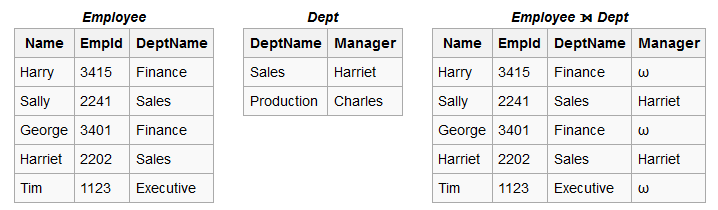 Employee Dept Employee ⟕ Dept
Name EmpId DeptName DeptName Manager Name EmpId DeptName Manager
Harry 3415 Finance Sales Harriet Harry 3415 Finance ω
Sally 2241 Sales Production Charles Sally 2241 Sales Harriet
George 3401 Finance George 3401 Finance ω
Harriet 2202 Sales Harriet 2202 Sales Harriet
Tim 1123 Executive Tim 1123 Executive ω